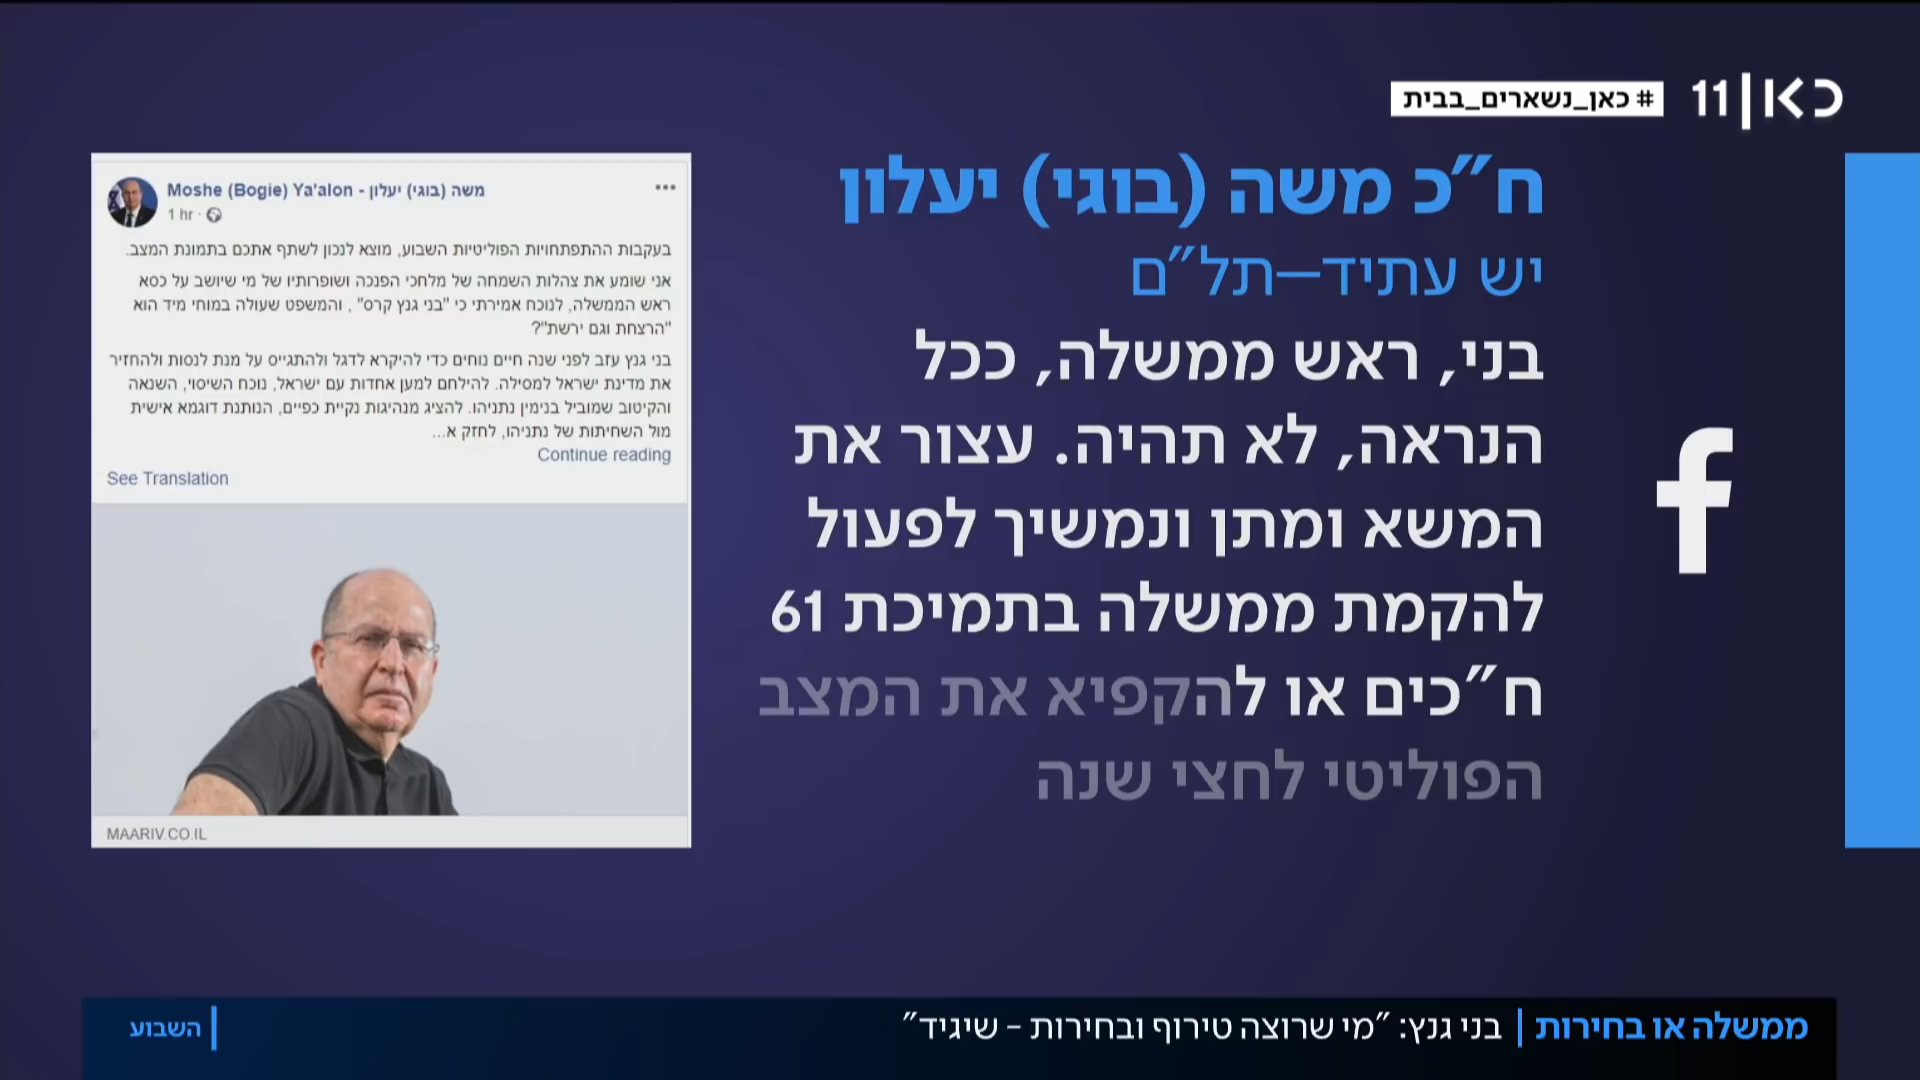 # כאן_נשארים_בבית
כאן 11
ח"כ משה (בוגי) יעלון
יש עתיד–תל"ם
בני, ראש ממשלה, ככל
הנראה, לא תהיה. עצור את
המשא ומתן ונמשיך לפעול
להקמת ממשלה בתמיכת 61
ח"כים או להקפיא את המצב
הפוליטי לחצי שנה
Moshe (Bogie) Ya'alon - משה (בוגי) יעלון
1 hr ·
בעקבות ההתפתחויות הפוליטיות השבוע, מוצא לנכון לשתף אתכם בתמונת המצב.
אני שומע את צהלות השמחה של מלחכי הפנכה ושופרותיו של מי שיושב על כסא
ראש הממשלה, לנוכח אמירתי כי "בני גנץ קרס" , והמשפט שעולה במוחי מיד הוא
"הרצחת וגם ירשת"?
בני גנץ עזב לפני שנה חיים נוחים כדי להיקרא לדגל ולהתגייס על מנת לנסות ולהחזיר
את מדינת ישראל למסילה. להילחם למען אחדות עם ישראל, נוכח השיסוי, השנאה
והקיטוב שמוביל בנימין נתניהו. להציג מנהיגות נקיית כפיים, הנותנת דוגמא אישית
מול השחיתות של נתניהו, לחזק א...
Continue reading
See Translation
MAARIV.CO.IL
ממשלה או בחירות | בני גנץ: "מי שרוצה טירוף ובחירות - שיגיד"
השבוע